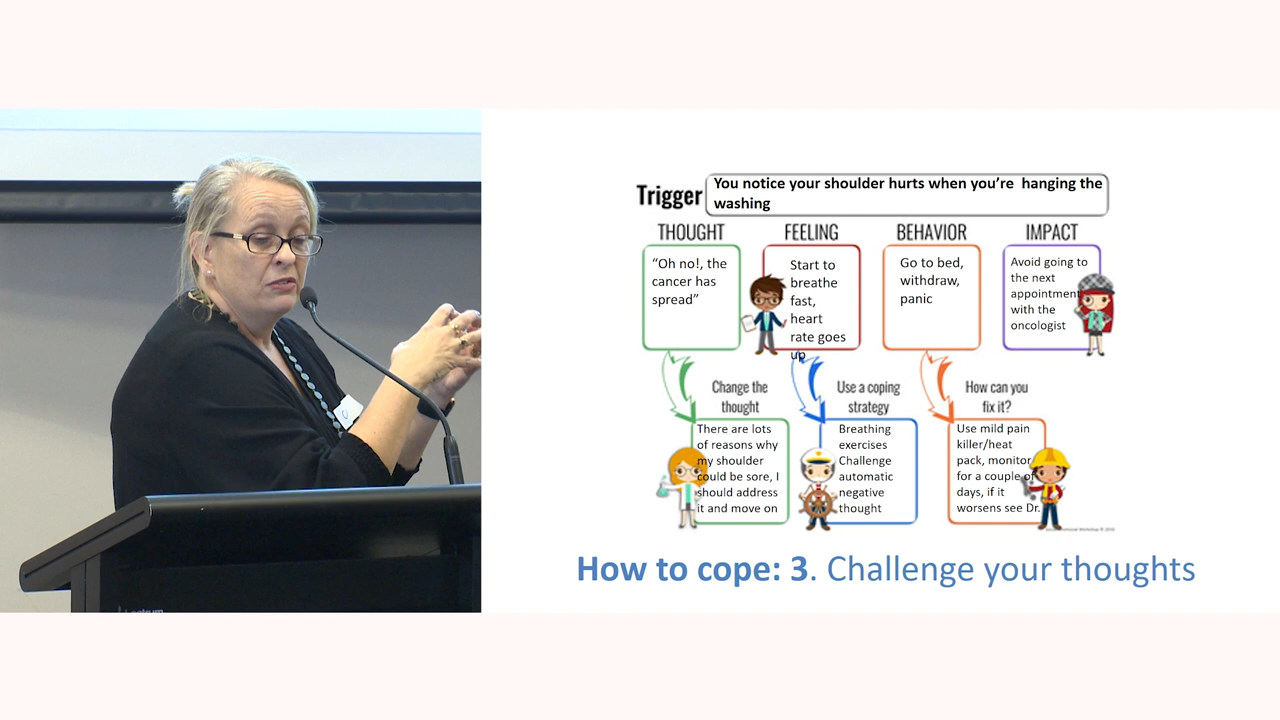 Trigger
You notice your shoulder hurts when you're  hanging the
washing
THOUGHT
FEELING
BEHAVIOR
IMPACT
“Oh no!, the
cancer has
spread”
Start to
breathe
fast,
heart
rate goes
up
Go to bed,
withdraw,
panic
Avoid going to
the next
appointment
with the
oncologist
Change the
thought
Use a coping
strategy
How can you
fix it?
There are lots
of reasons why
my shoulder
could be sore, I
should address
it and move on
Breathing
exercises
Challenge
automatic
negative
thought
Use mild pain
killer/heat
pack, monitor
for a couple of
days, if it
worsens see Dr.
How to cope: 3. Challenge your thoughts